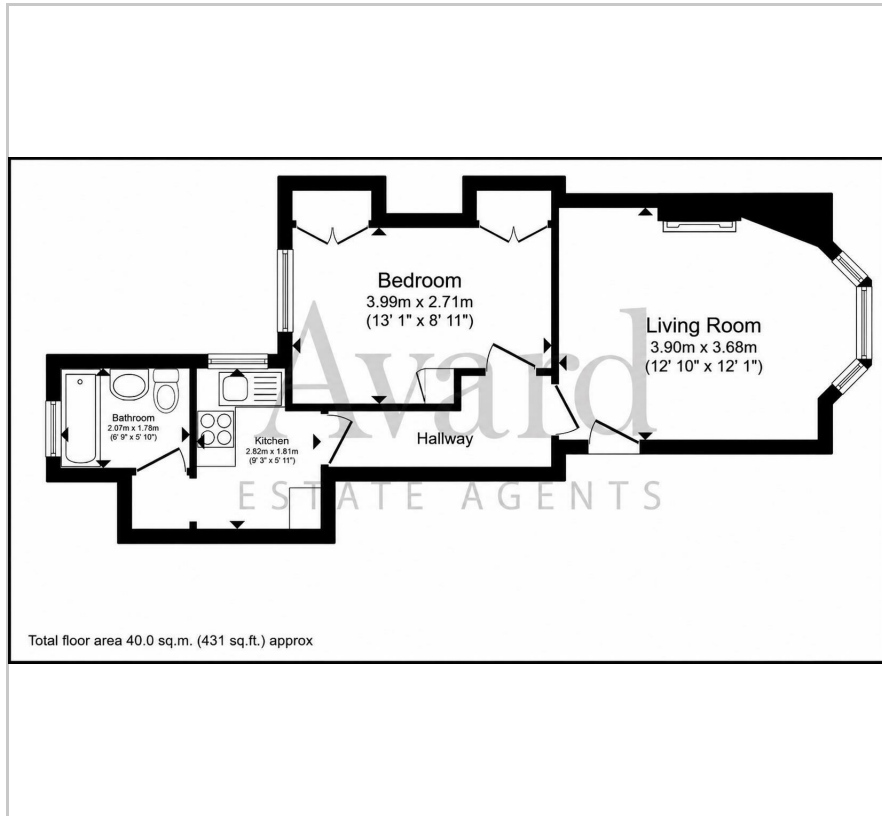 Bedroom
3.99m x 2.71m
(13' 1" x 8' 11")
Living Room
3.90m x 3.68m
(12' 10" x 12' 1")
Bathroom
2.07m x 1.78m
(6' 9" x 5' 10")
Kitchen
2.82m x 1.81m
(9' 3" x 5' 11")
Hallway
Avard
ESTATE AGENTS
Total floor area 40.0 sq.m. (431 sq.ft.) approx